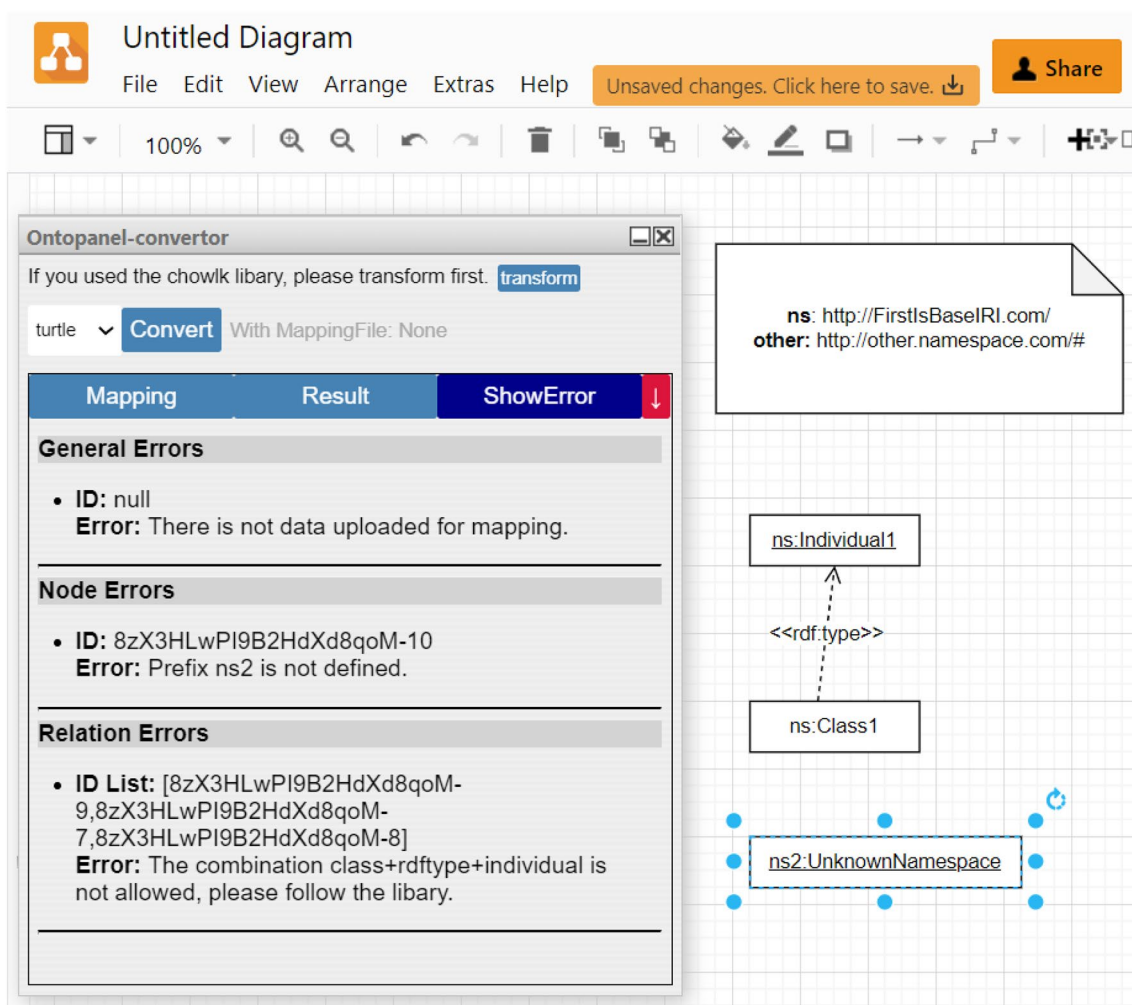 Untitled Diagram
File Edit View Arrange Extras Help
Unsaved changes. Click here to save.
Share
100%
Ontopanel-convertor
If you used the chowlk libary, please transform first. transform
turtle Convert With MappingFile: None
Mapping Result ShowError ↓
General Errors
• ID: null
Error: There is not data uploaded for mapping.
Node Errors
• ID: 8zX3HLwPI9B2HdXd8qoM-10
Error: Prefix ns2 is not defined.
Relation Errors
• ID List: [8zX3HLwPI9B2HdXd8qoM-
9,8zX3HLwPI9B2HdXd8qoM-
7,8zX3HLwPI9B2HdXd8qoM-8]
Error: The combination class+rdftype+individual is
not allowed, please follow the libary.
ns: http://FirstIsBaseIRI.com/
other: http://other.namespace.com/#
ns:Individual1
<<rdf:type>>
ns:Class1
ns2:UnknownNamespace